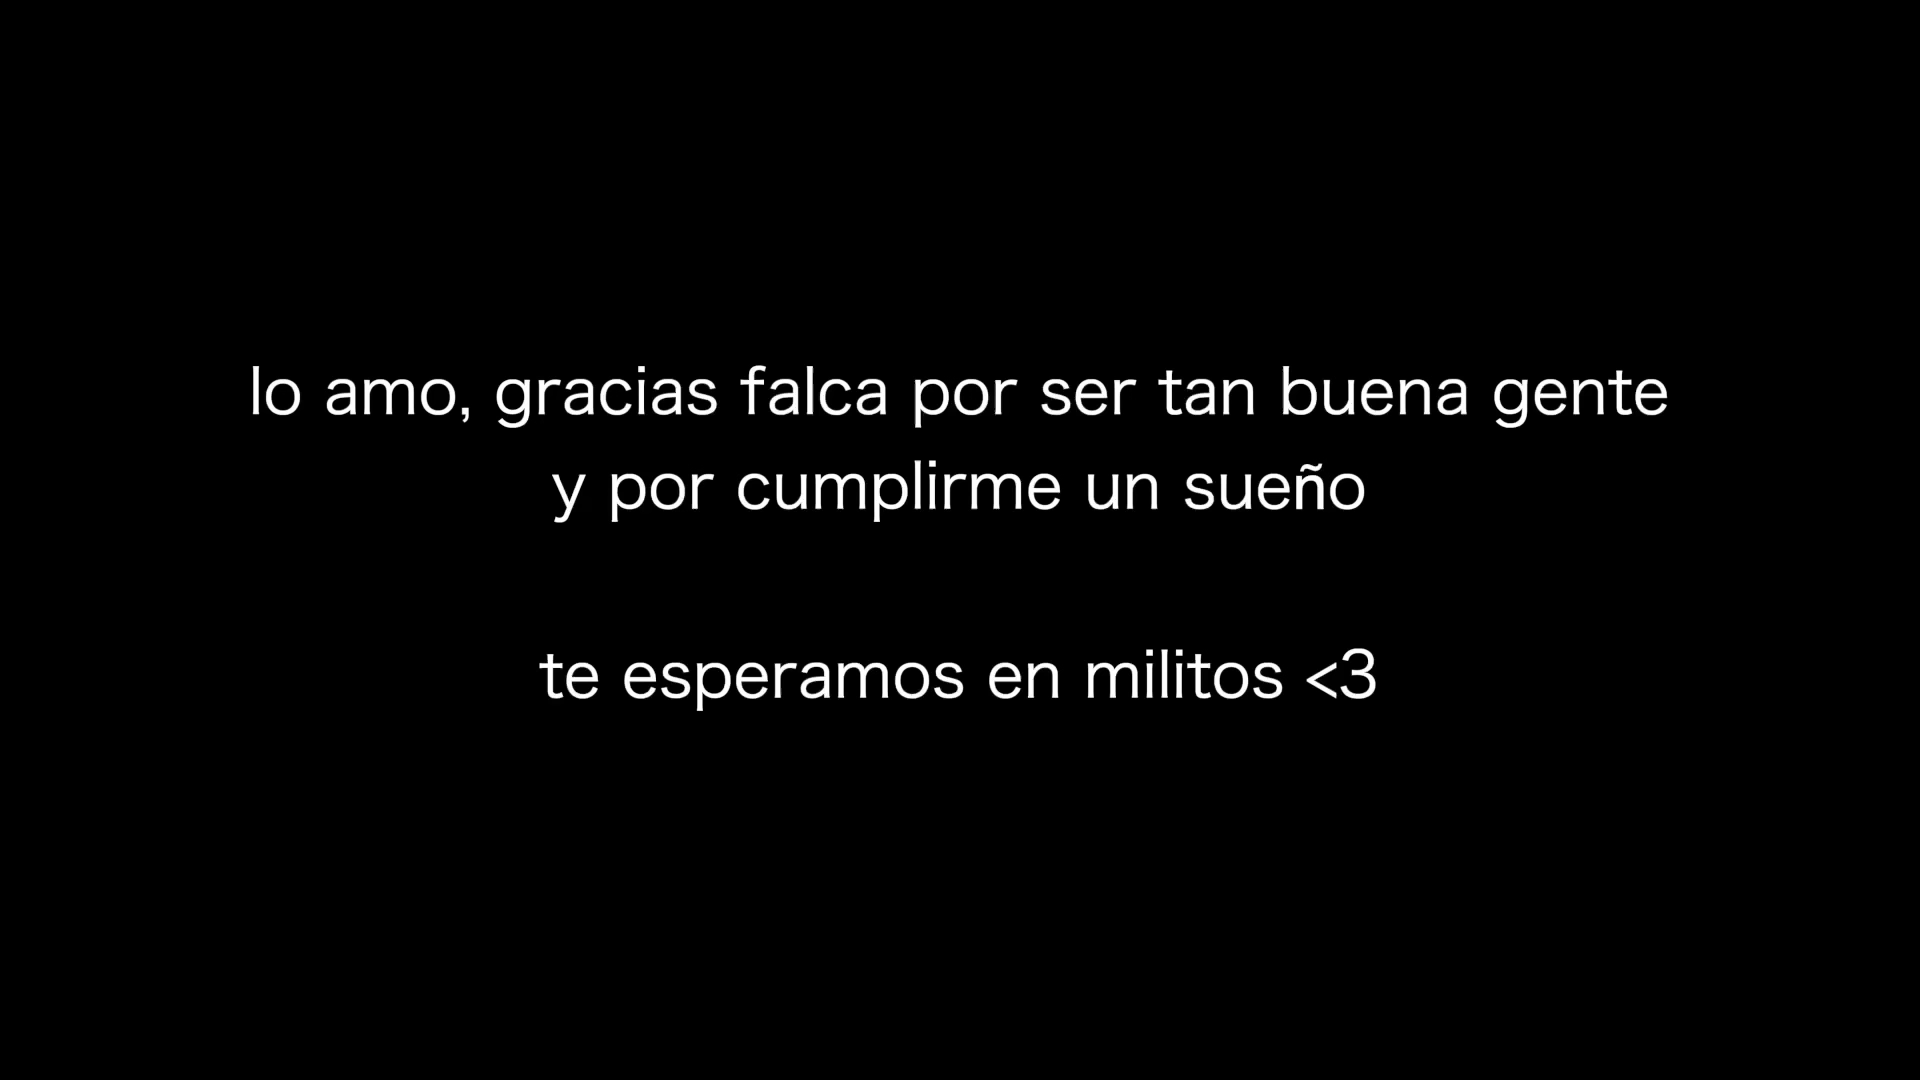 lo amo, gracias falca por ser tan buena gente
y por cumplirme un sueño
te esperamos en militos <3